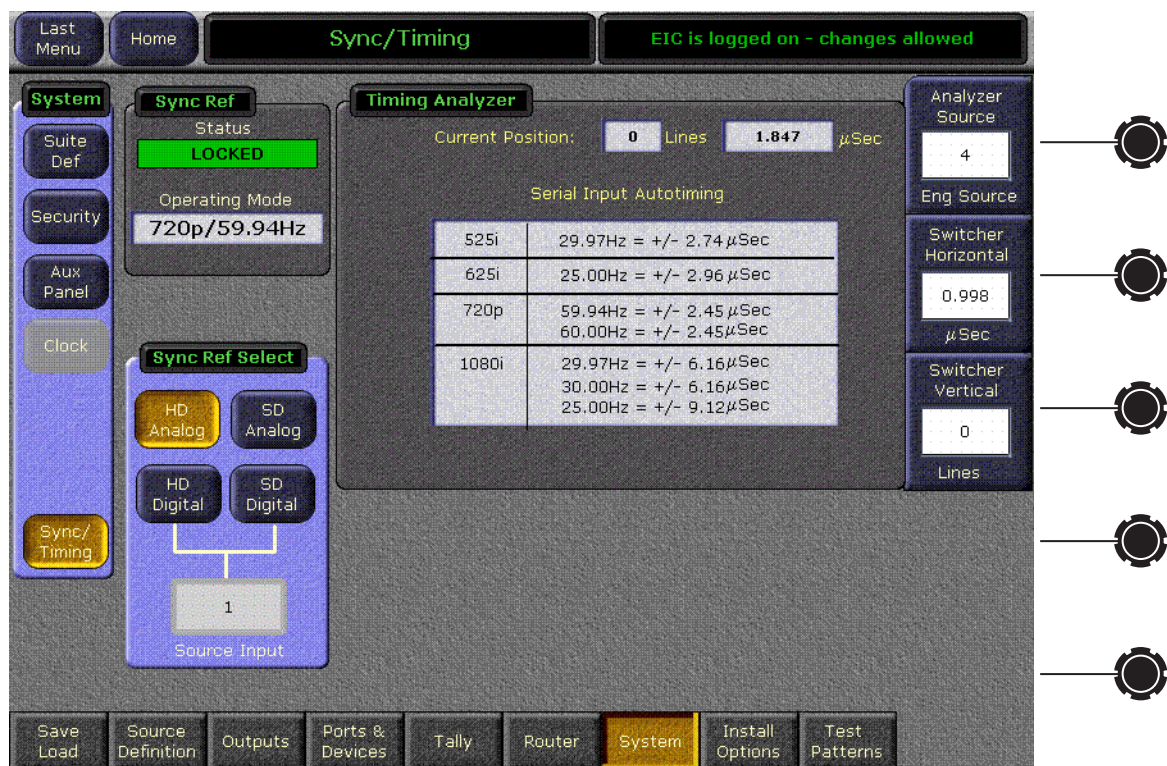 Last
Menu
Home
Sync/Timing
EIC is logged on - changes allowed
System
Suite
Def
Security
Aux
Panel
Clock
Sync/
Timing
Sync Ref
Status
LOCKED
Operating Mode
720p/59.94Hz
Sync Ref Select
HD
Analog
SD
Analog
HD
Digital
SD
Digital
1
Source Input
Timing Analyzer
Current Position: 0 Lines 1.847 µSec
Serial Input Autotiming
525i 29.97Hz = +/- 2.74µSec
625i 25.00Hz = +/- 2.96µSec
720p 59.94Hz = +/- 2.45µSec
60.00Hz = +/- 2.45µSec
1080i 29.97Hz = +/- 6.16µSec
30.00Hz = +/- 6.16µSec
25.00Hz = +/- 9.12µSec
Analyzer
Source
4
Eng Source
Switcher
Horizontal
0.998
µSec
Switcher
Vertical
0
Lines
Save
Load
Source
Definition
Outputs
Ports &
Devices
Tally
Router
System
Install
Options
Test
Patterns